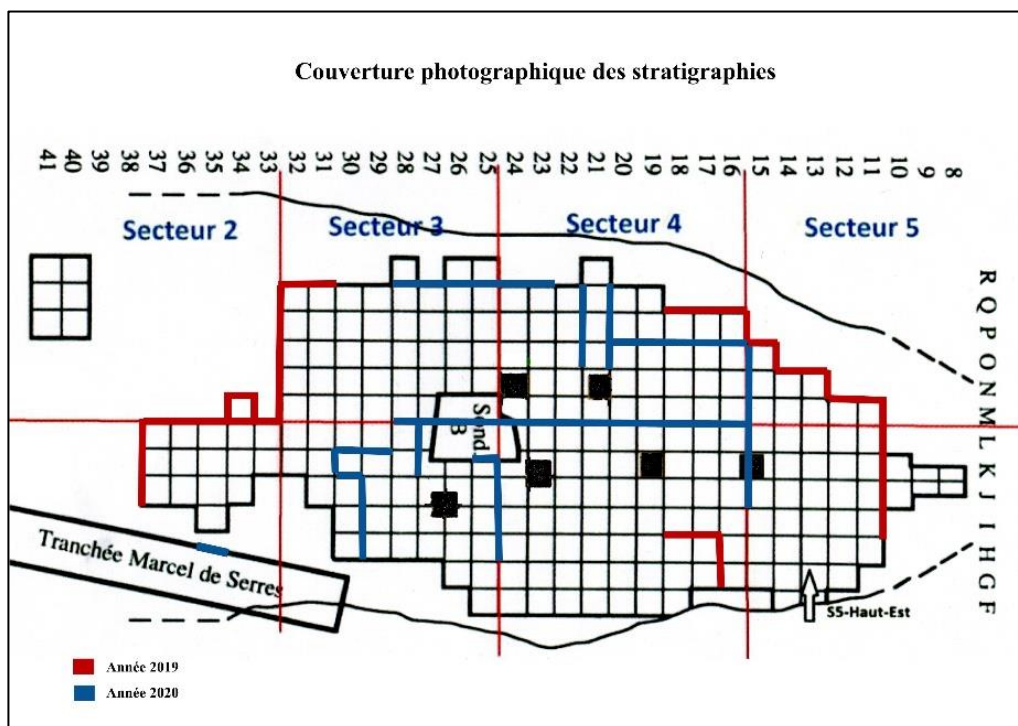 Couverture photographique des stratigraphies
41 40 39 38 37 36 35 34 33 32 31 30 29 28 27 26 25 24 23 22 21 20 19 18 17 16 15 14 13 12 11 10 9 8
Secteur 2 Secteur 3 Secteur 4 Secteur 5
R Q P O N M L K J I H G F
Sond
B
Tranchée Marcel de Serres
S5-Haut-Est
Année 2019
Année 2020